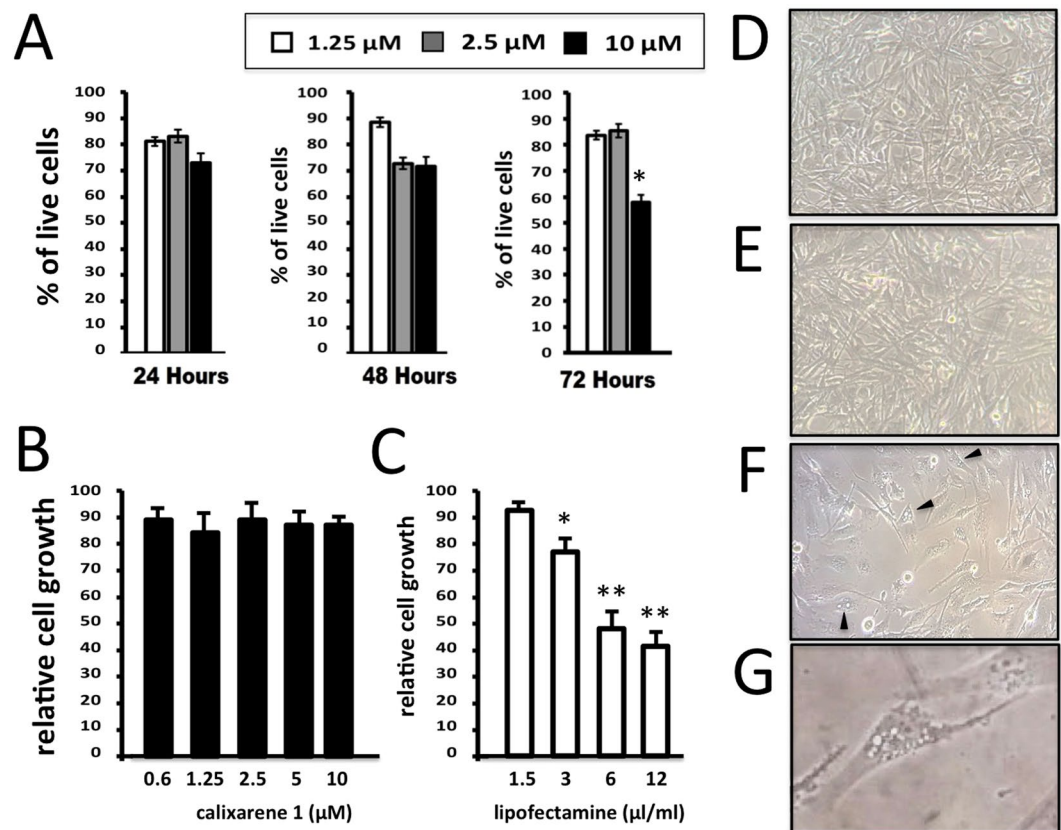 A
1.25 µM 2.5 µM 10 µM
% of live cells
100
90
80
70
60
50
40
30
20
10
0
24 Hours
% of live cells
100
90
80
70
60
50
40
30
20
10
0
48 Hours
% of live cells
100
90
80
70
60
50
40
30
20
10
0
*
72 Hours
B
relative cell growth
100
90
80
70
60
50
40
30
20
10
0
0.6 1.25 2.5 5 10
calixarene 1 (µM)
C
relative cell growth
100
90
80
70
60
50
40
30
20
10
0
* ** **
1.5 3 6 12
lipofectamine (µl/ml)
D
E
F
G